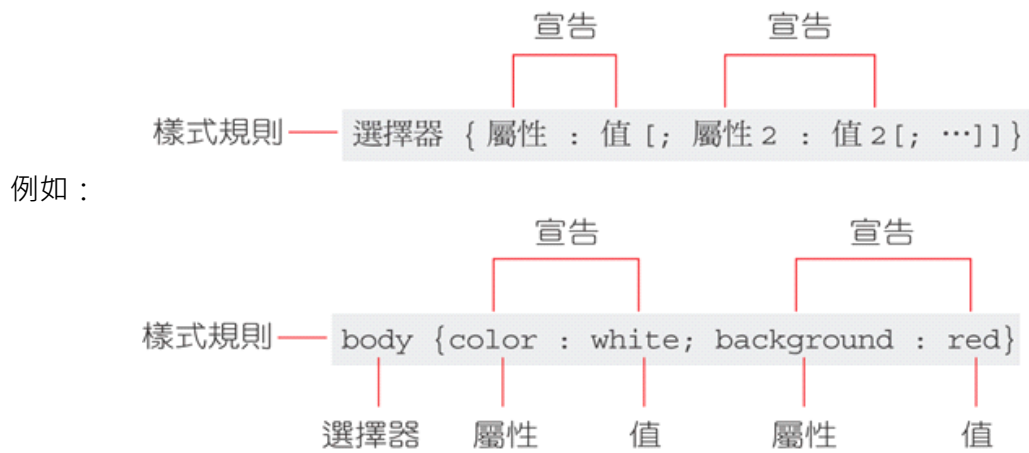 宣告 宣告
樣式規則 選擇器 { 屬性 : 值 [; 屬性2 : 值2[; …]]}
例如：
宣告 宣告
樣式規則 body {color : white; background : red}
選擇器 屬性 值 屬性 值